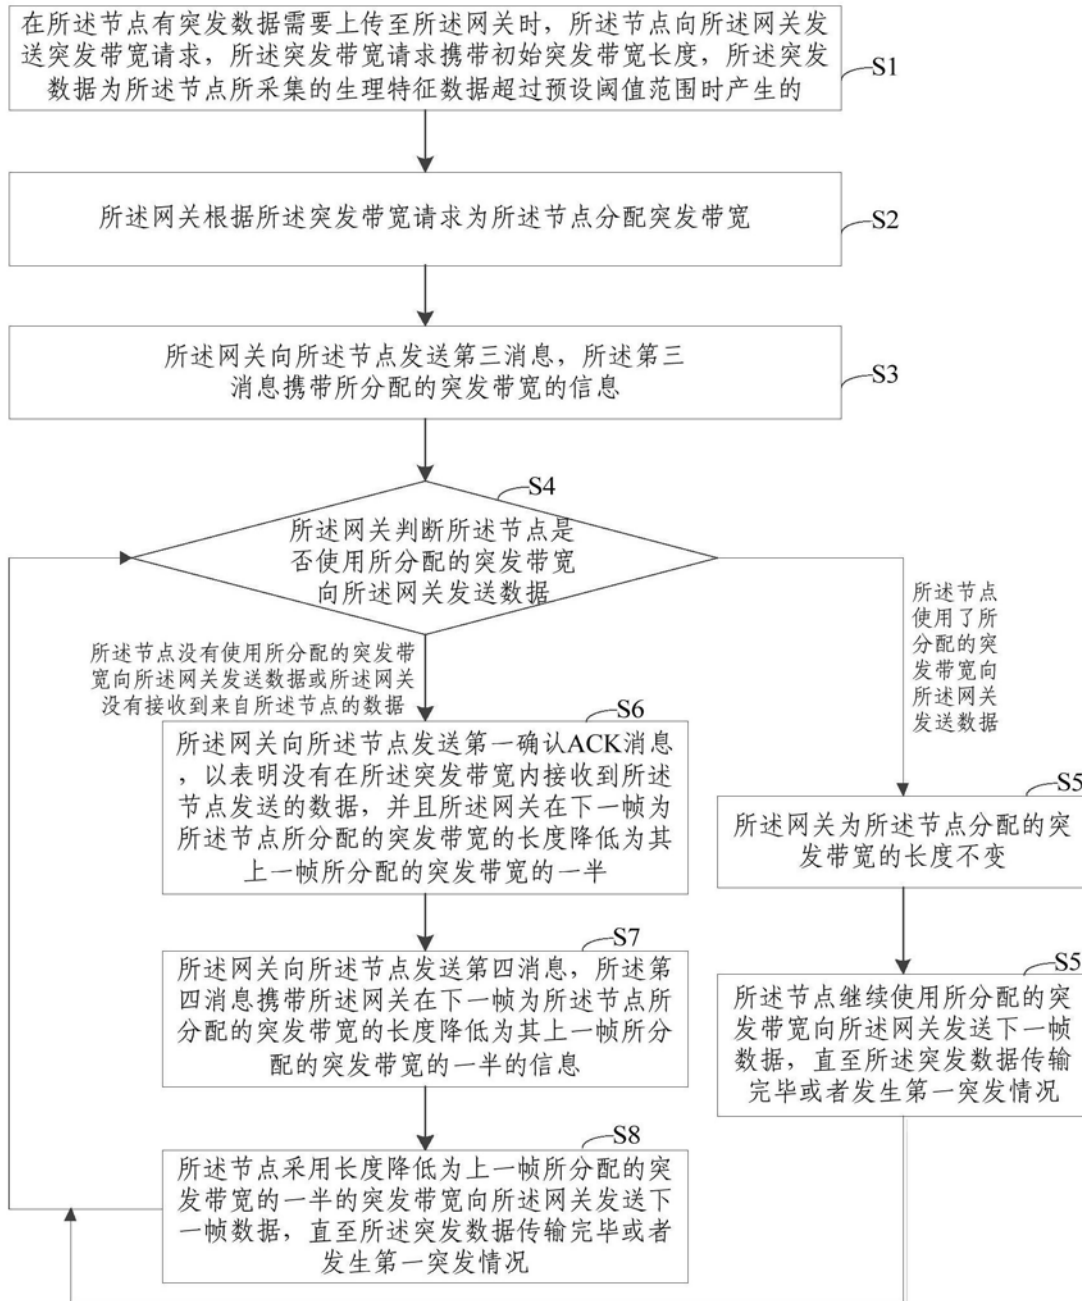 在所述节点有突发数据需要上传至所述网关时，所述节点向所述网关发
送突发带宽请求，所述突发带宽请求携带初始突发带宽长度，所述突发
数据为所述节点所采集的生理特征数据超过预设阈值范围时产生的
S1
所述网关根据所述突发带宽请求为所述节点分配突发带宽
S2
所述网关向所述节点发送第三消息，所述第三
消息携带所分配的突发带宽的信息
S3
S4
所述网关判断所述节点是
否使用所分配的突发带宽
向所述网关发送数据
所述节点没有使用所分配的突发带
宽向所述网关发送数据或所述网关
没有接收到来自所述节点的数据
所述节点
使用了所
分配的突
发带宽向
所述网关
发送数据
S6
所述网关向所述节点发送第一确认ACK消息
，以表明没有在所述突发带宽内接收到所述
节点发送的数据，并且所述网关在下一帧为
所述节点所分配的突发带宽的长度降低为其
上一帧所分配的突发带宽的一半
S5
所述网关为所述节点分配的突
发带宽的长度不变
S7
所述网关向所述节点发送第四消息，所述第
四消息携带所述网关在下一帧为所述节点所
分配的突发带宽的长度降低为其上一帧所分
配的突发带宽的一半的信息
S5
所述节点继续使用所分配的突
发带宽向所述网关发送下一帧
数据，直至所述突发数据传输
完毕或者发生第一突发情况
S8
所述节点采用长度降低为上一帧所分配的突
发带宽的一半的突发带宽向所述网关发送下
一帧数据，直至所述突发数据传输完毕或者
发生第一突发情况